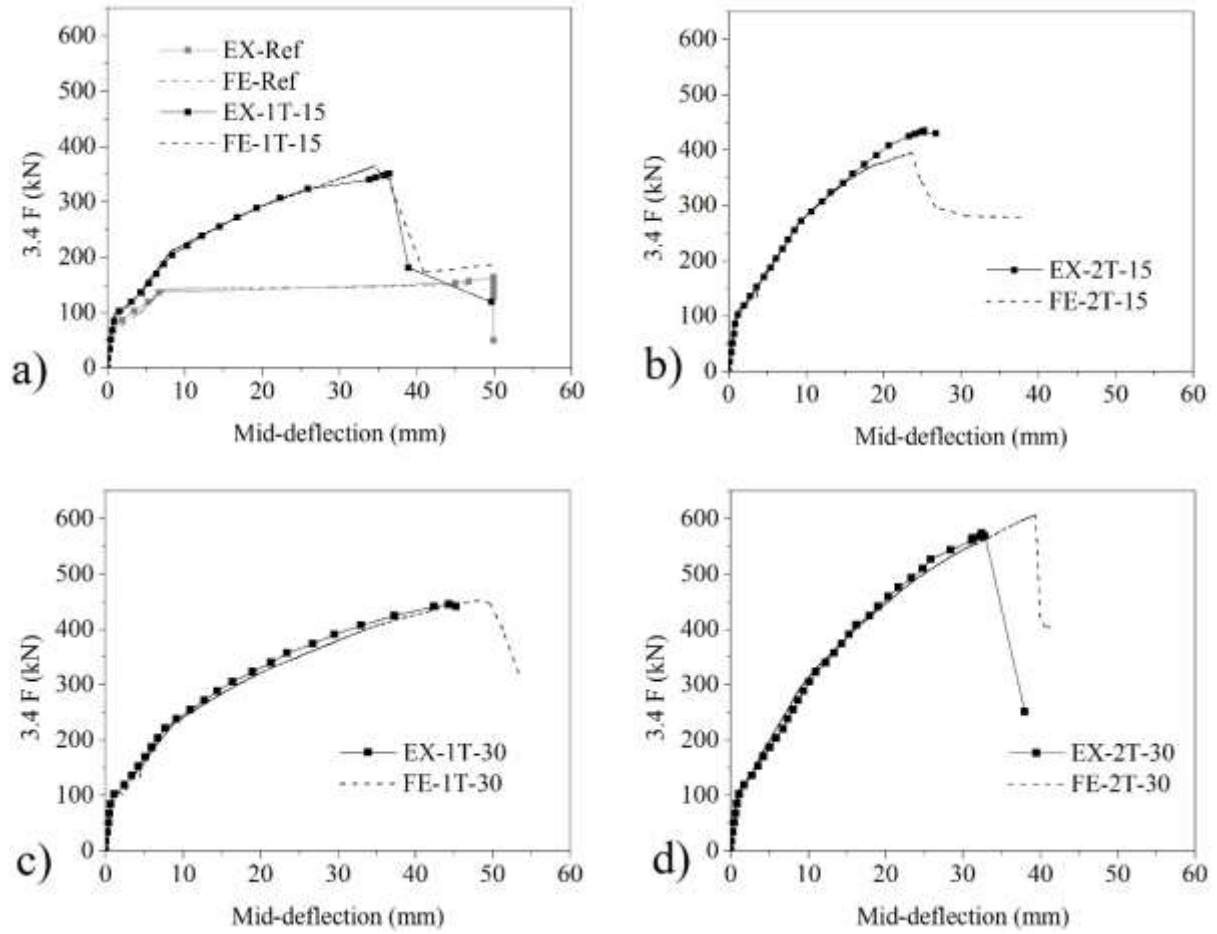 600
500
400
300
200
100
0
3.4 F (kN)
EX-Ref
FE-Ref
EX-1T-15
FE-1T-15
0 10 20 30 40 50 60
Mid-deflection (mm)
a)
600
500
400
300
200
100
0
3.4 F (kN)
EX-2T-15
FE-2T-15
0 10 20 30 40 50 60
Mid-deflection (mm)
b)
600
500
400
300
200
100
0
3.4 F (kN)
EX-1T-30
FE-1T-30
0 10 20 30 40 50 60
Mid-deflection (mm)
c)
600
500
400
300
200
100
0
3.4 F (kN)
EX-2T-30
FE-2T-30
0 10 20 30 40 50 60
Mid-deflection (mm)
d)